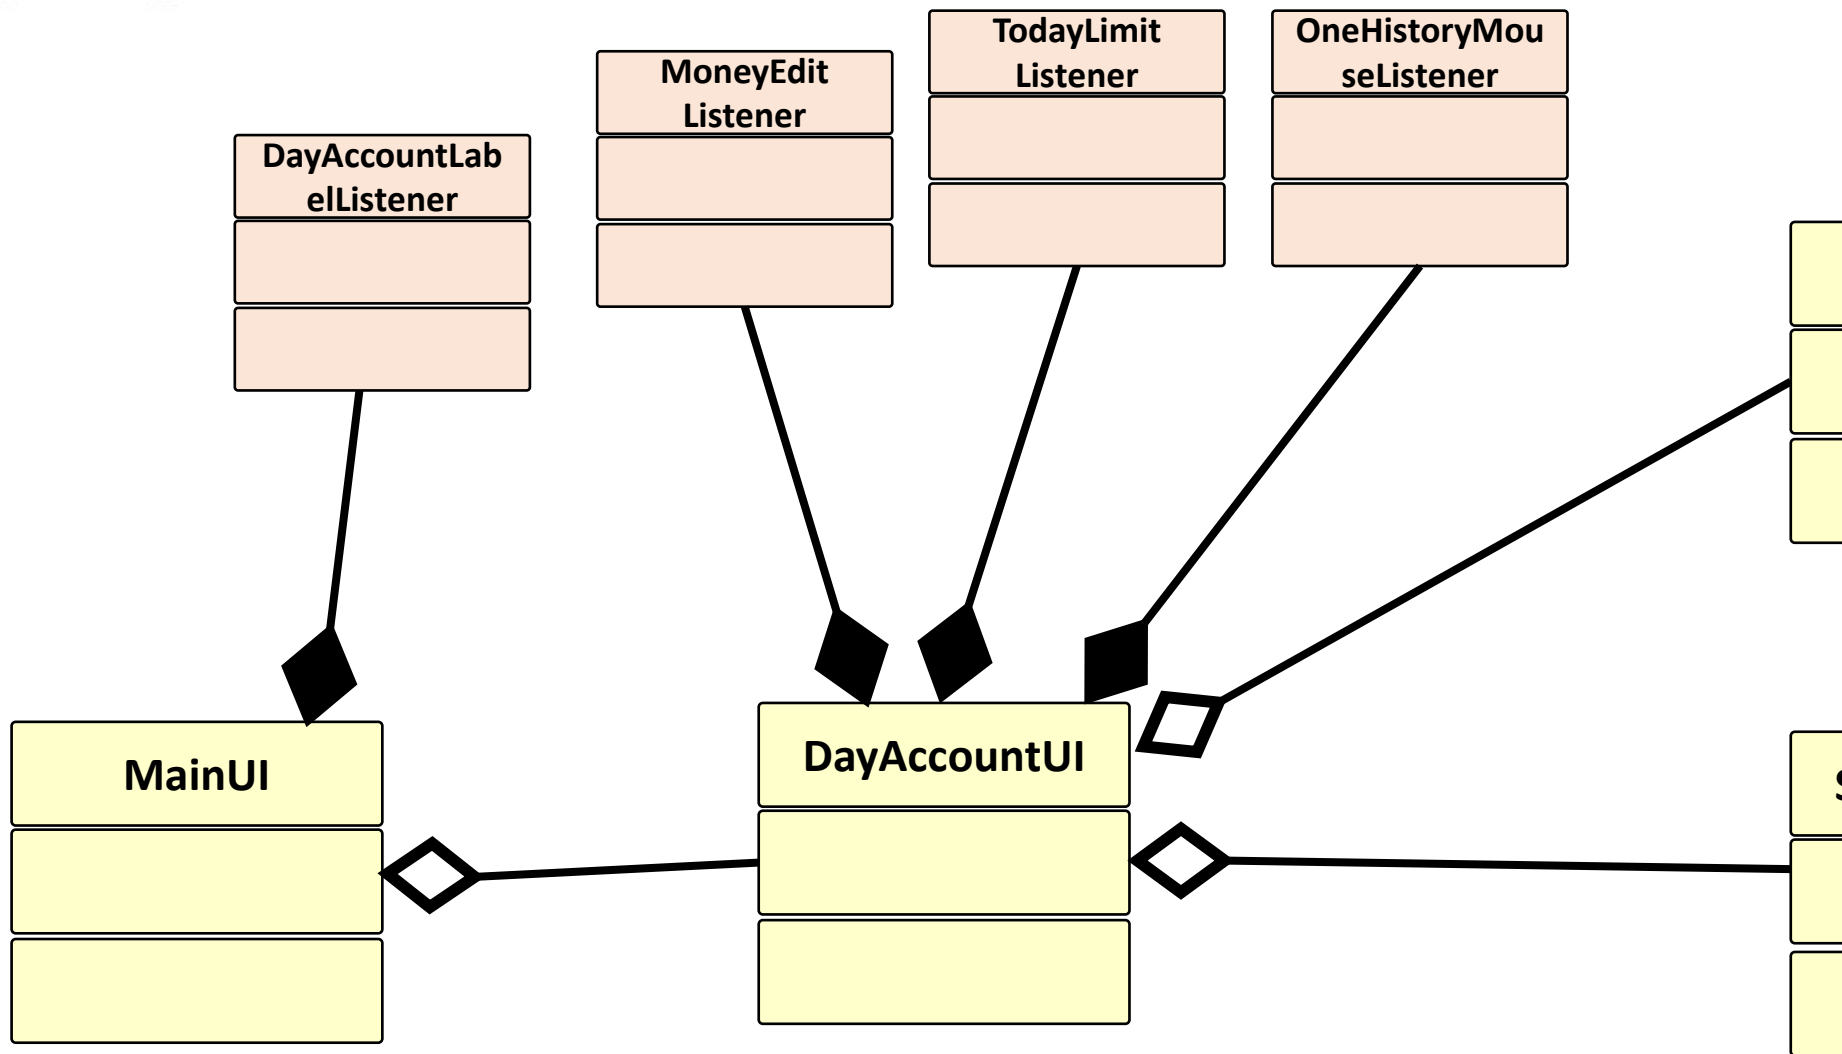 TodayLimit
Listener
OneHistoryMou
seListener
MoneyEdit
Listener
DayAccountLab
elListener
DayAccountUI
MainUI